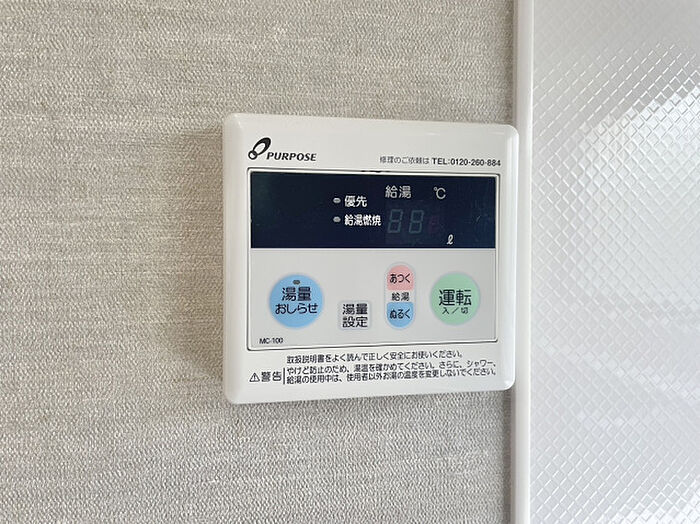 PURPOSE
修理のご依頼は TEL:0120-260-884
給湯 ℃
優先
給湯燃焼
88
ℓ
湯量
おしらせ
湯量
設定
あつく
給湯
ぬるく
運転
入/切
MC-100
取扱説明書をよく読んで正しく安全にお使いください。
⚠警告 やけど防止のため、湯温を確かめてください。さらに、シャワー、
給湯の使用中は、使用者以外お湯の温度を変更しないでください。